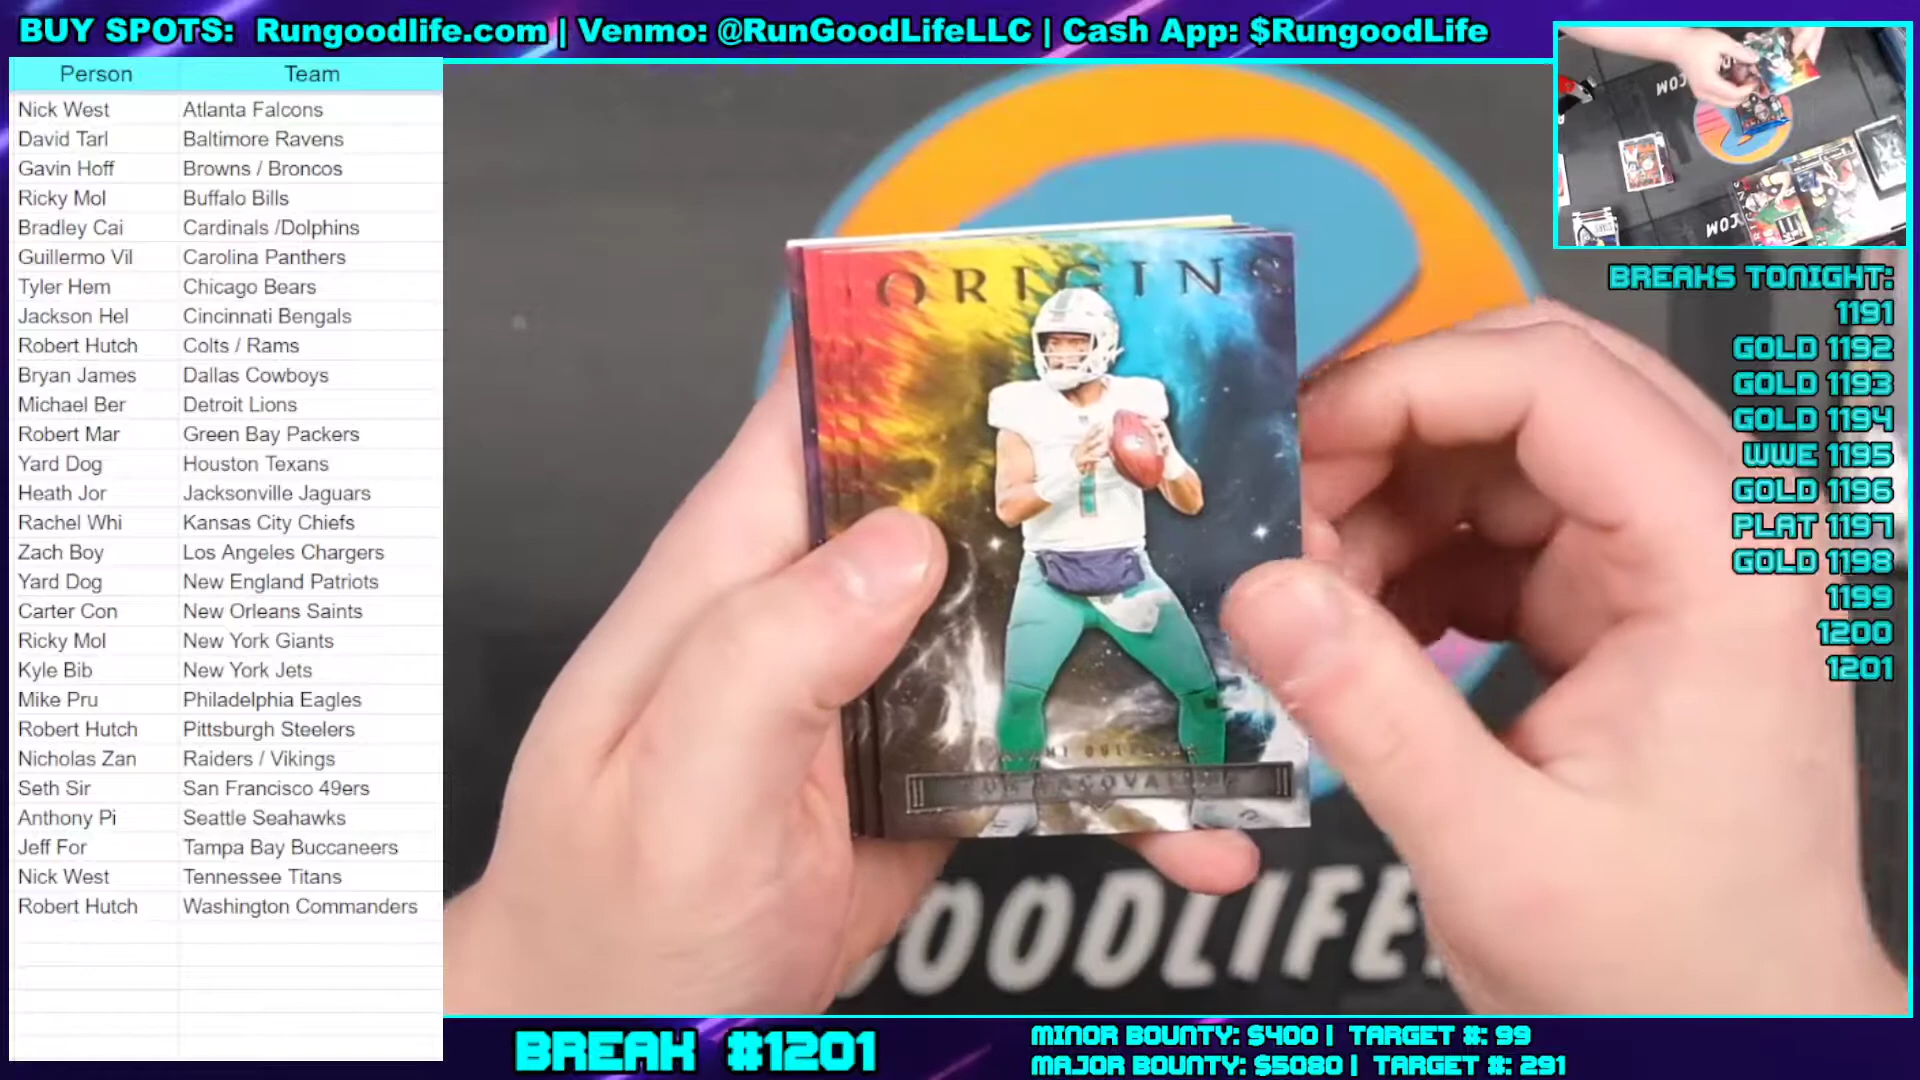 BUY SPOTS: Rungoodlife.com | Venmo: @RunGoodLifeLLC | Cash App: $RungoodLife
Person Team
Nick West Atlanta Falcons
David Tarl Baltimore Ravens
Gavin Hoff Browns / Broncos
Ricky Mol Buffalo Bills
Bradley Cai Cardinals /Dolphins
Guillermo Vil Carolina Panthers
Tyler Hem Chicago Bears
Jackson Hel Cincinnati Bengals
Robert Hutch Colts / Rams
Bryan James Dallas Cowboys
Michael Ber Detroit Lions
Robert Mar Green Bay Packers
Yard Dog Houston Texans
Heath Jor Jacksonville Jaguars
Rachel Whi Kansas City Chiefs
Zach Boy Los Angeles Chargers
Yard Dog New England Patriots
Carter Con New Orleans Saints
Ricky Mol New York Giants
Kyle Bib New York Jets
Mike Pru Philadelphia Eagles
Robert Hutch Pittsburgh Steelers
Nicholas Zan Raiders / Vikings
Seth Sir San Francisco 49ers
Anthony Pi Seattle Seahawks
Jeff For Tampa Bay Buccaneers
Nick West Tennessee Titans
Robert Hutch Washington Commanders
ORIGINS
1
OODLIFE
.COM
BREAKS TONIGHT:
1191
GOLD 1192
GOLD 1193
GOLD 1194
WWE 1195
GOLD 1196
PLAT 1197
GOLD 1198
1199
1200
1201
BREAK #1201
MINOR BOUNTY: $400 | TARGET #: 99
MAJOR BOUNTY: $5080 | TARGET #: 291